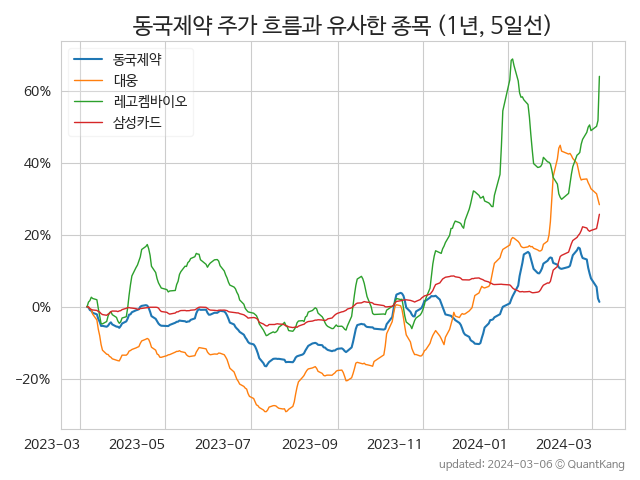 동국제약 주가 흐름과 유사한 종목 (1년, 5일선)
동국제약
대웅
레고켐바이오
삼성카드
60%
40%
20%
0%
−20%
2023−03 2023−05 2023−07 2023−09 2023−11 2024−01 2024−03
updated: 2024-03-06 © QuantKang